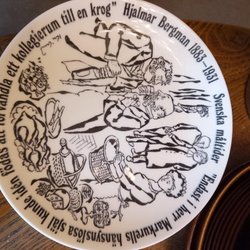 Svenska måltider
"Endast i herr Markurells hänsynslösa själ kunde idén födas att förvandla ett kollegierum till en krog" Hjalmar Bergman 1883-1931